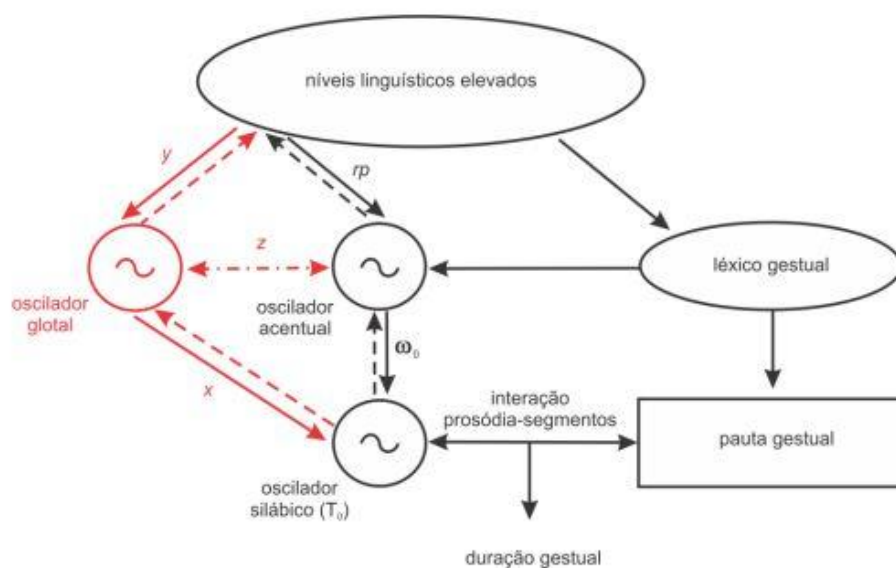 níveis linguísticos elevados
y
rp
z
oscilador
glotal
oscilador
acentual
léxico gestual
ω₀
x
interação
prosódia-segmentos
pauta gestual
oscilador
silábico (T₀)
duração gestual